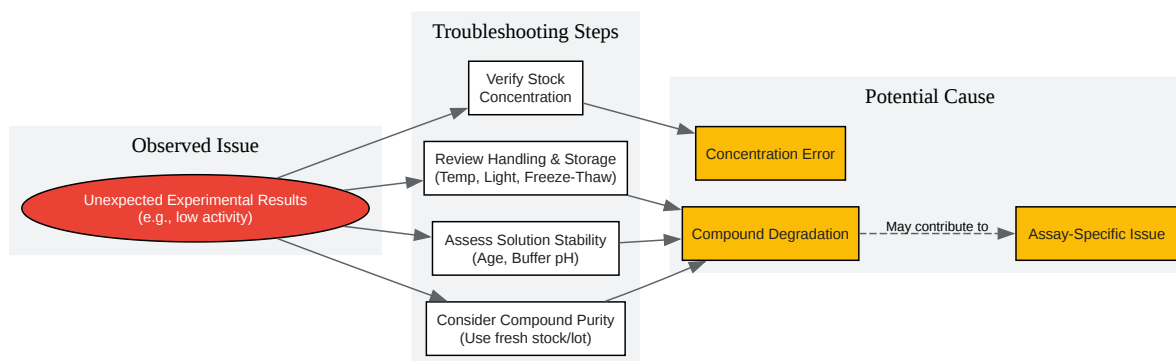 Troubleshooting Steps
Verify Stock
Concentration
Potential Cause
Observed Issue
Concentration Error
Review Handling & Storage
(Temp, Light, Freeze-Thaw)
Unexpected Experimental Results
(e.g., low activity)
Assess Solution Stability
(Age, Buffer pH)
Compound Degradation
May contribute to
Assay-Specific Issue
Consider Compound Purity
(Use fresh stock/lot)